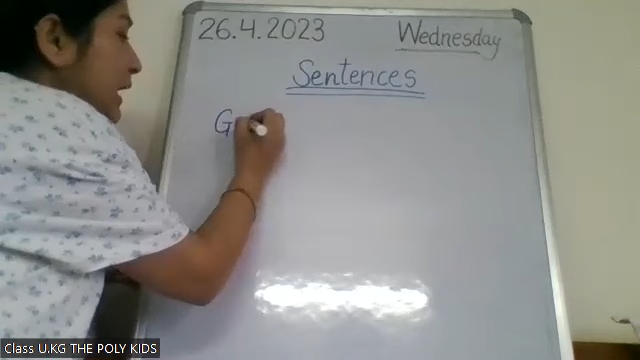 26.4.2023 Wednesday
Sentences
G
Class U.KG THE POLY KIDS